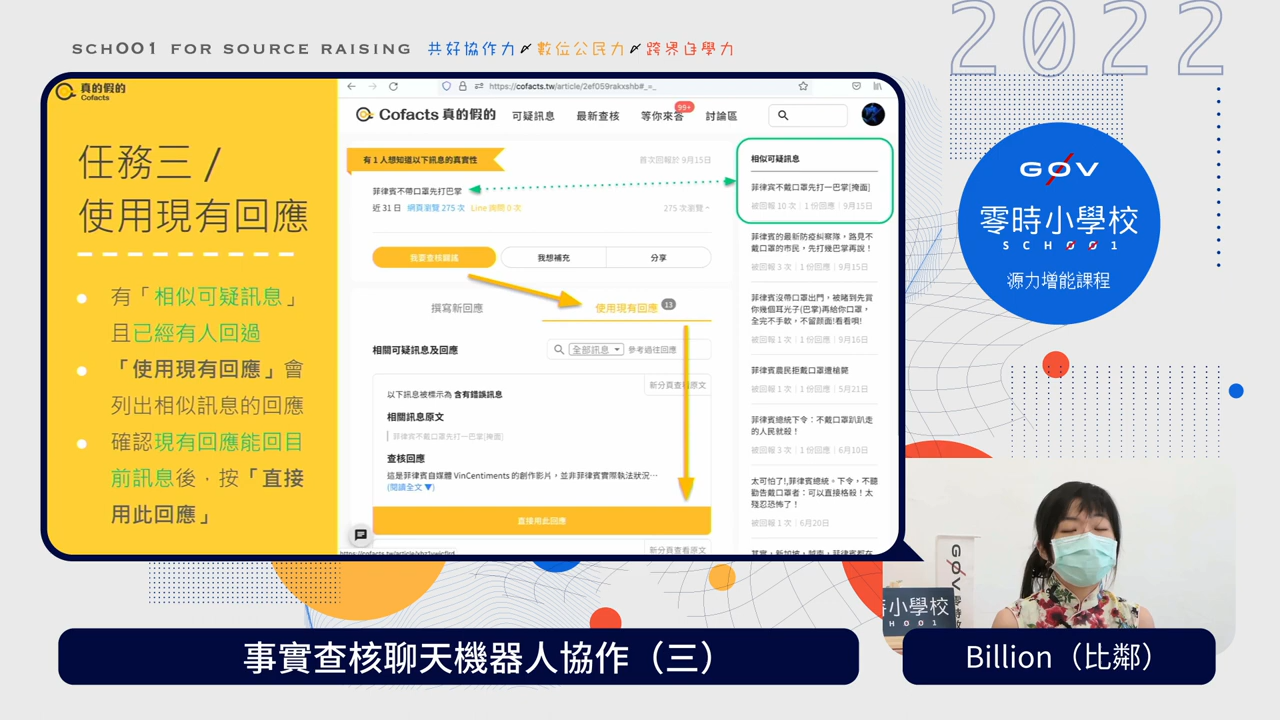 SCHOO1 FOR SOURCE RAISING 共好協作力 數位公民力 跨界自學力
2022
真的假的
Cofacts
任務三 /
使用現有回應
有「相似可疑訊息」
且已經有人回過
「使用現有回應」會
列出相似訊息的回應
確認現有回應能回目
前訊息後，按「直接
用此回應」
https://cofacts.tw/article/2ef059rakxshb#_=_
Cofacts 真的假的
可疑訊息
最新查核
等你來答
99+
討論區
有 1 人想知道以下訊息的真實性
首次回報於 9月15日
菲律賓不帶口罩先打巴掌
近 31 日 網頁瀏覽 275 次 Line 詢問 0 次
275 次瀏覽
我要查核闢謠
我想補充
分享
撰寫新回應
使用現有回應 13
相關可疑訊息及回應
全部訊息
參考過往回應
新分頁查看原文
以下訊息被標示為 含有錯誤訊息
相關訊息原文
菲律宾不戴口罩先打一巴掌[掩面]
查核回應
這是菲律賓自媒體 VinCentiments 的創作影片，並非菲律賓實際執法狀況⋯
(閱讀全文 ▼)
直接用此回應
新分頁查看原文
相似可疑訊息
菲律宾不戴口罩先打一巴掌[掩面]
被回報 10 次｜1 份回應｜9月15日
菲律賓的最新防疫糾察隊，路見不
戴口罩的市民，先打幾巴掌再說！
被回報 3 次｜1 份回應｜9月15日
菲律賓沒帶口罩出門，被睹到先賞
你幾個耳光子(巴掌)再給你口罩，
全完不手軟，不留颜面!看看唄!
被回報 1 次｜1 份回應｜9月16日
菲律賓農民拒戴口罩遭槍斃
被回報 1 次｜1 份回應｜5月21日
菲律賓總統下令：不戴口罩趴趴走
的人民就殺！
被回報 3 次｜1 份回應｜6月10日
太可怕了!,菲律賓總統。下令，不聽
勸告戴口罩者：可以直接格殺！太
殘忍恐怖了！
被回報 1 次｜6月20日
GOV
零時小學校
SCHOO1
源力增能課程
GOV
小學校
HOO1
事實查核聊天機器人協作（三）
Billion（比鄰）